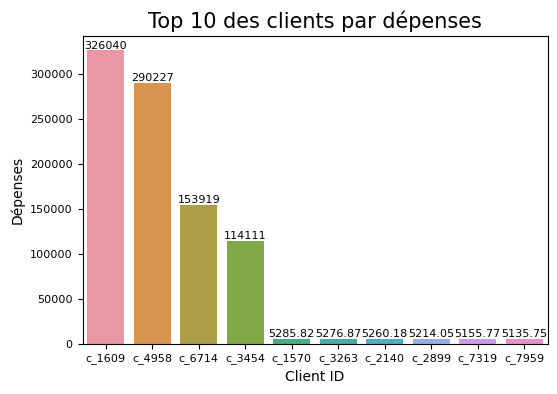 Top 10 des clients par dépenses
326040
290227
153919
114111
5285.82 5276.87 5260.18 5214.05 5155.77 5135.75
300000
250000
200000
150000
100000
50000
0
Dépenses
c_1609 c_4958 c_6714 c_3454 c_1570 c_3263 c_2140 c_2899 c_7319 c_7959
Client ID